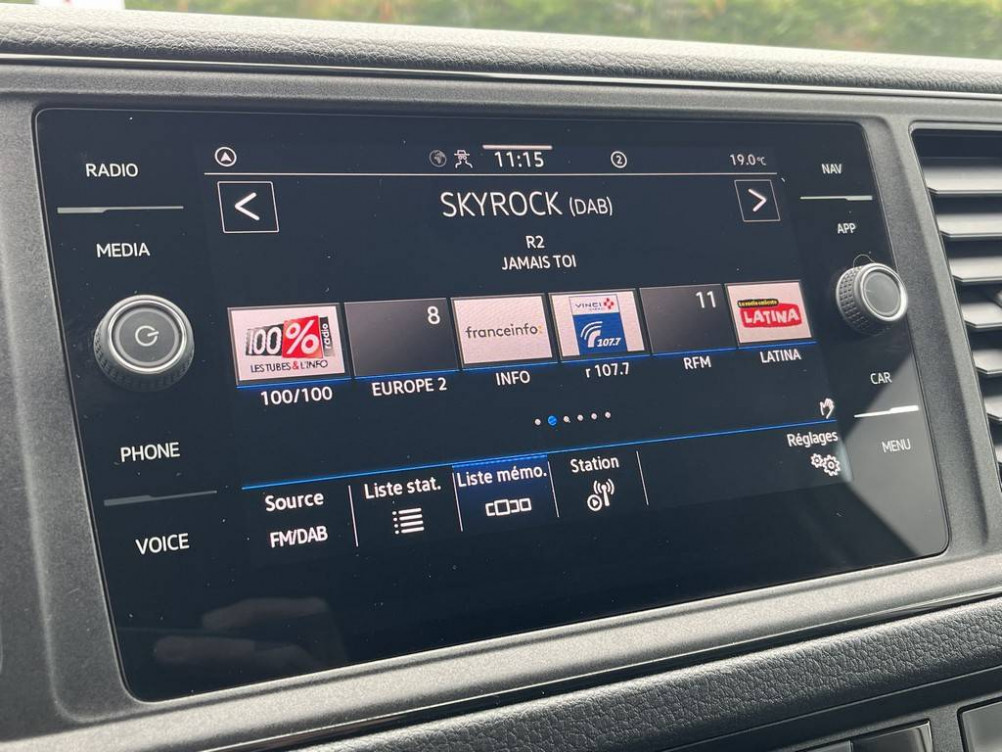 RADIO
MEDIA
PHONE
VOICE
11:15
2
19.0°C
<
SKYROCK (DAB)
>
R2
JAMAIS TOI
100% radio
LES TUBES & L'INFO
100/100
8
EUROPE 2
franceinfo:
INFO
VINCI
107.7
r 107.7
11
RFM
LATINA
LATINA
Réglages
Source
FM/DAB
Liste stat.
Liste mémo.
Station
NAV
APP
CAR
MENU